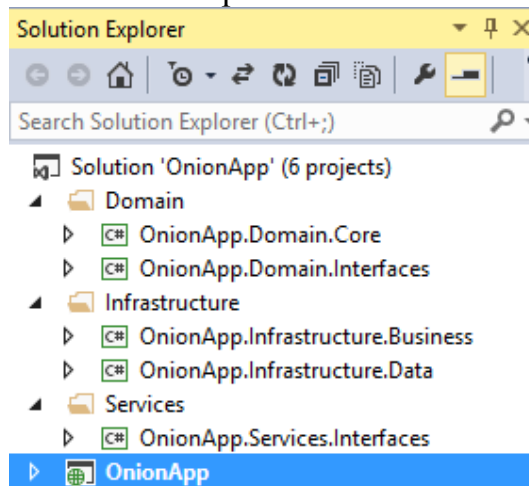 Solution Explorer
Search Solution Explorer (Ctrl+;)
Solution 'OnionApp' (6 projects)
Domain
C# OnionApp.Domain.Core
C# OnionApp.Domain.Interfaces
Infrastructure
C# OnionApp.Infrastructure.Business
C# OnionApp.Infrastructure.Data
Services
C# OnionApp.Services.Interfaces
OnionApp